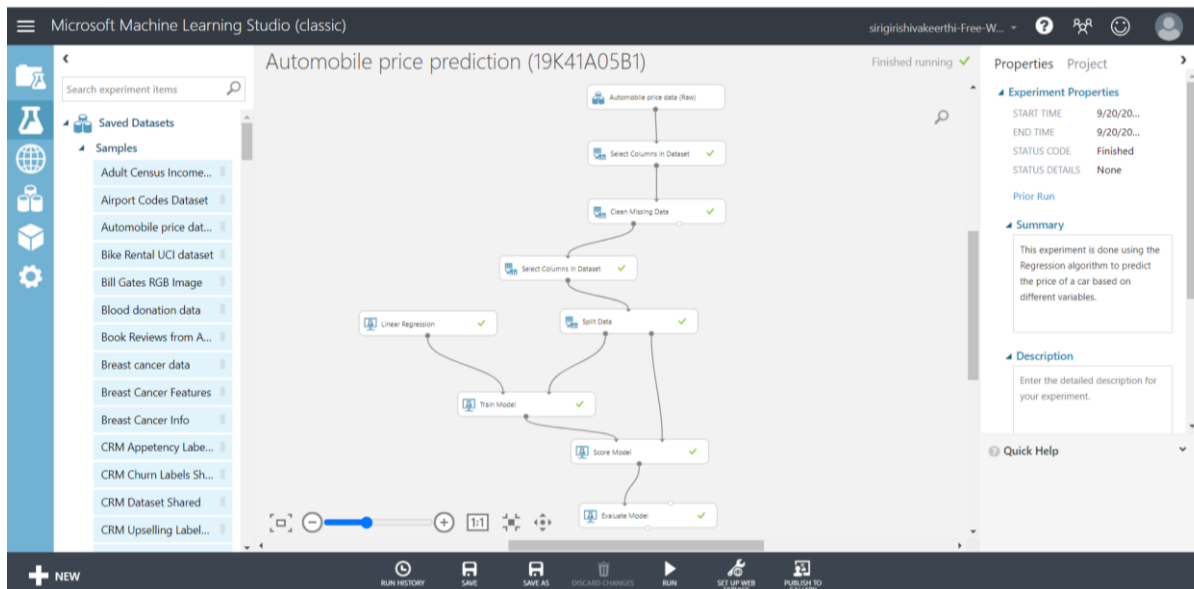 Microsoft Machine Learning Studio (classic)
sirigirishivakeerthi-Free-W...
?
Search experiment items
Saved Datasets
Samples
Adult Census Income...
Airport Codes Dataset
Automobile price dat...
Bike Rental UCI dataset
Bill Gates RGB Image
Blood donation data
Book Reviews from A...
Breast cancer data
Breast Cancer Features
Breast Cancer Info
CRM Appetency Labe...
CRM Churn Labels Sh...
CRM Dataset Shared
CRM Upselling Label...
Automobile price prediction (19K41A05B1)
Finished running
Automobile price data (Raw)
Select Columns in Dataset
Clean Missing Data
Select Columns in Dataset
Linear Regression
Split Data
Train Model
Score Model
Evaluate Model
1:1
Properties Project
Experiment Properties
START TIME 9/20/20...
END TIME 9/20/20...
STATUS CODE Finished
STATUS DETAILS None
Prior Run
Summary
This experiment is done using the
Regression algorithm to predict
the price of a car based on
different variables.
Description
Enter the detailed description for
your experiment.
? Quick Help
NEW
RUN HISTORY
SAVE
SAVE AS
DISCARD CHANGES
RUN
SET UP WEB
SERVICE
PUBLISH TO
GALLERY